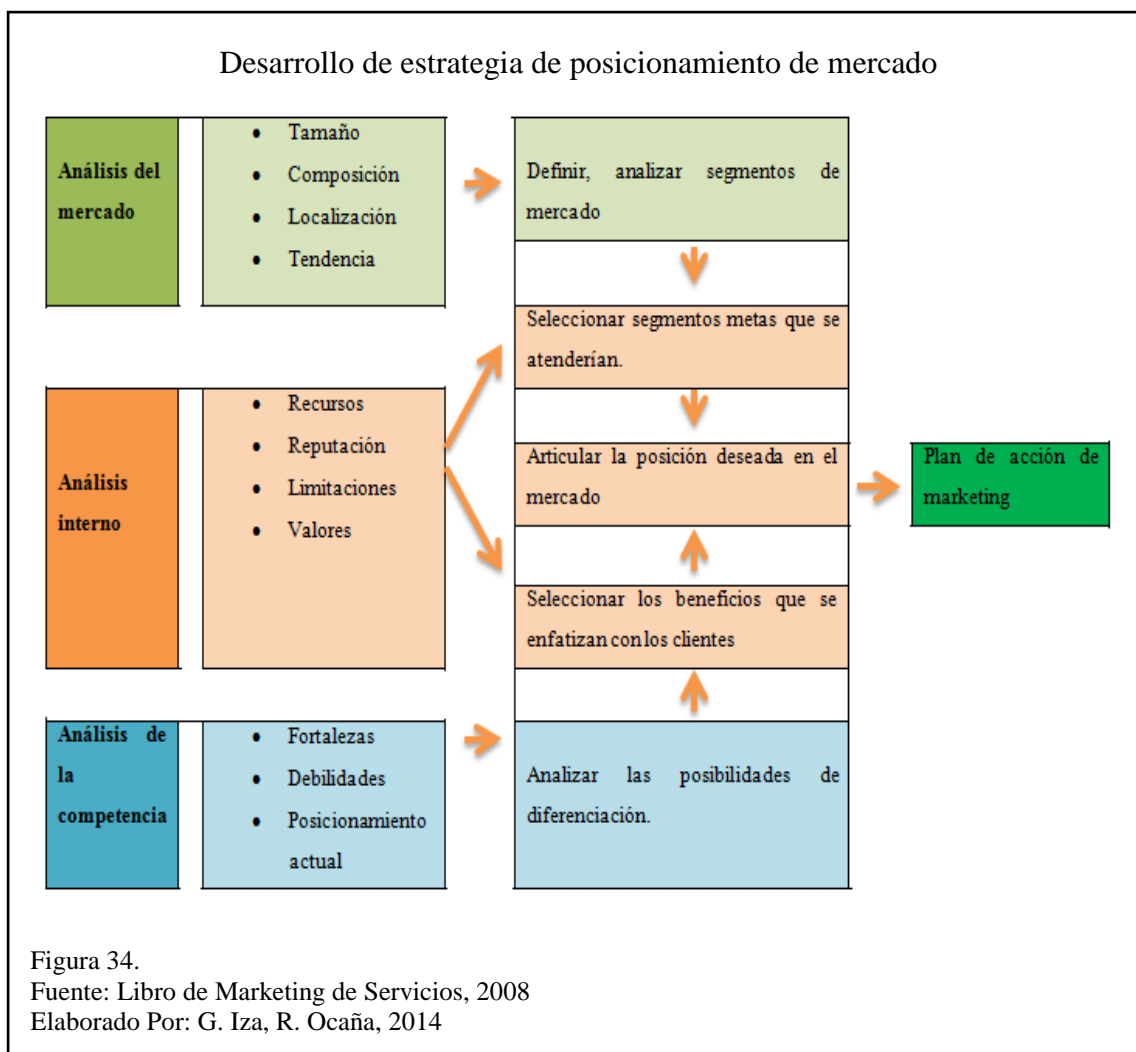 Desarrollo de estrategia de posicionamiento de mercado
Análisis del
mercado
• Tamaño
• Composición
• Localización
• Tendencia
Definir, analizar segmentos de
mercado
Seleccionar segmentos metas que se
atenderían.
Análisis
interno
• Recursos
• Reputación
• Limitaciones
• Valores
Articular la posición deseada en el
mercado
Plan de acción de
marketing
Seleccionar los beneficios que se
enfatizan con los clientes
Análisis de
la
competencia
• Fortalezas
• Debilidades
• Posicionamiento
actual
Analizar las posibilidades de
diferenciación.
Figura 34.
Fuente: Libro de Marketing de Servicios, 2008
Elaborado Por: G. Iza, R. Ocaña, 2014